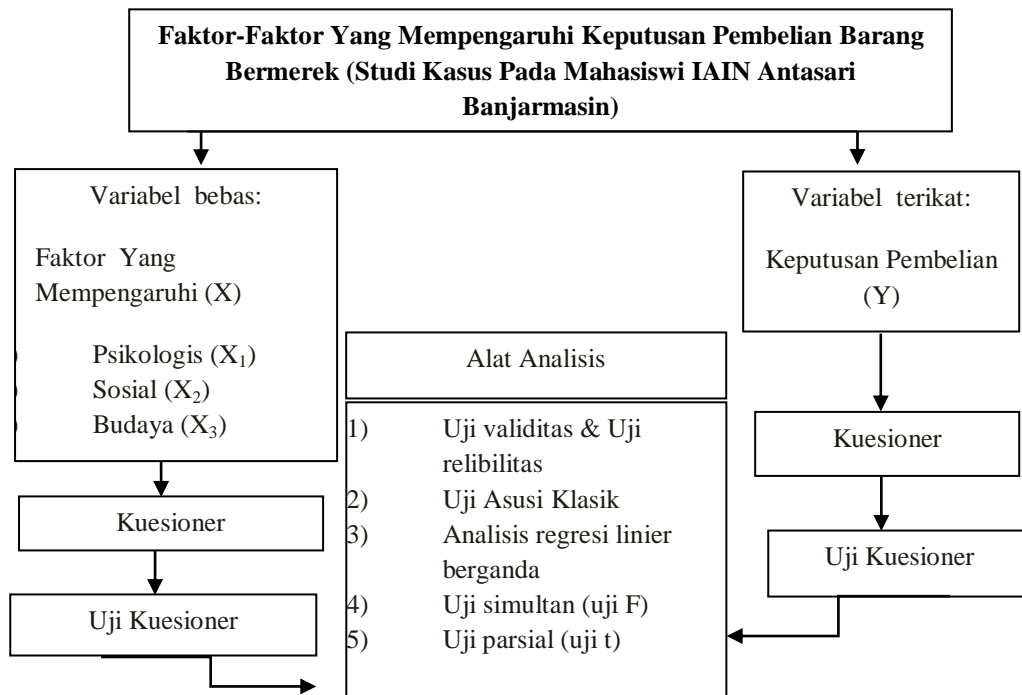 Faktor-Faktor Yang Mempengaruhi Keputusan Pembelian Barang
Bermerek (Studi Kasus Pada Mahasiswi IAIN Antasari
Banjarmasin)
Variabel bebas:
Faktor Yang
Mempengaruhi (X)
) Psikologis (X₁)
) Sosial (X₂)
) Budaya (X₃)
Kuesioner
Uji Kuesioner
Alat Analisis
1) Uji validitas & Uji
relibilitas
2) Uji Asusi Klasik
3) Analisis regresi linier
berganda
4) Uji simultan (uji F)
5) Uji parsial (uji t)
Variabel terikat:
Keputusan Pembelian
(Y)
Kuesioner
Uji Kuesioner